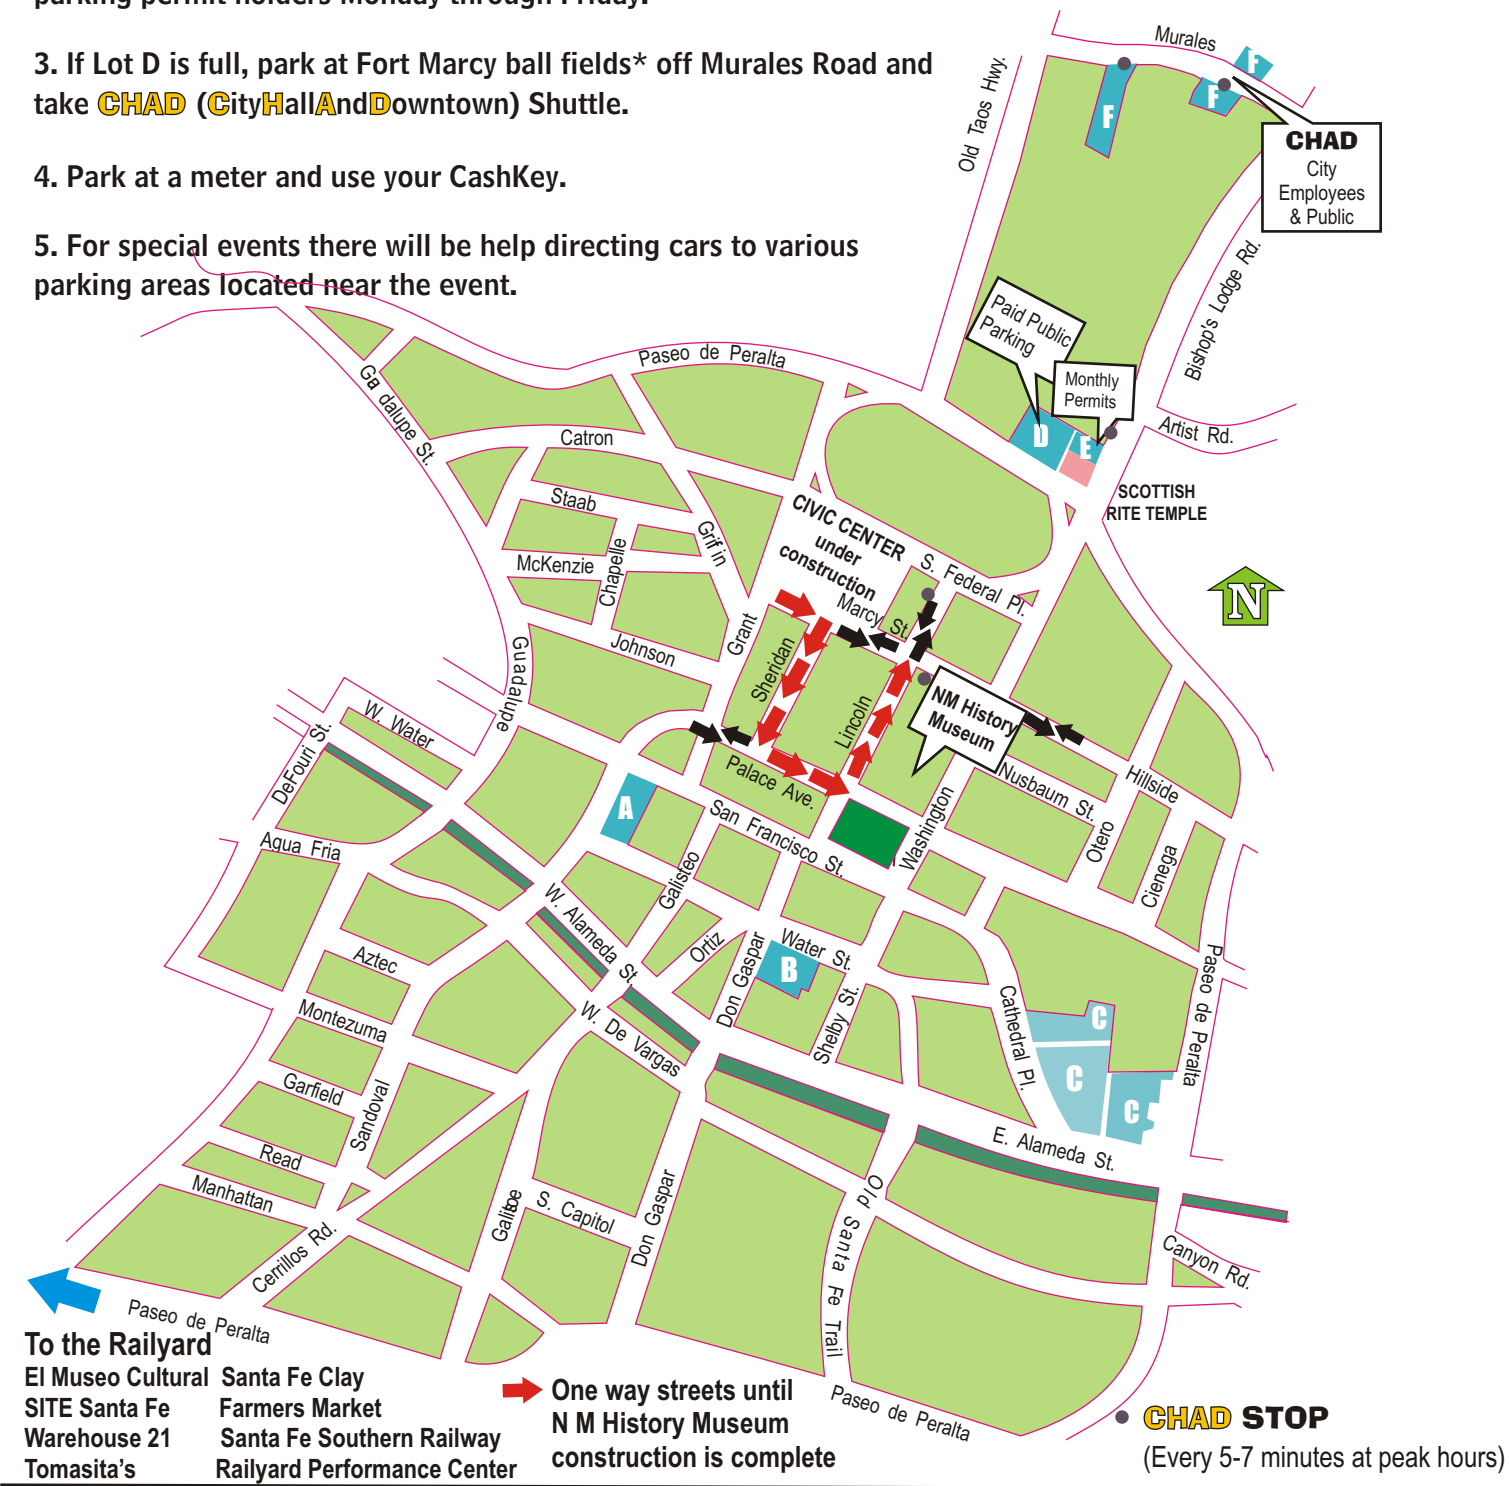 parking permit holders Monday through Friday.
3. If Lot D is full, park at Fort Marcy ball fields* off Murales Road and
take CHAD (CityHallAndDowntown) Shuttle.
4. Park at a meter and use your CashKey.
5. For special events there will be help directing cars to various
parking areas located near the event.
Murales
F
F
F
CHAD
City
Employees
& Public
Old Taos Hwy.
Bishop's Lodge Rd.
Paid Public
Parking
Monthly
Permits
D
E
Artist Rd.
SCOTTISH
RITE TEMPLE
N
Paseo de Peralta
Guadalupe St.
Catron
Staab
McKenzie
Chapelle
Griffin
Johnson
Grant
CIVIC CENTER
under
construction
S. Federal Pl.
Marcy St.
Sheridan
Lincoln
NM History
Museum
Guadalupe
W. Water
DeFouri St.
Palace Ave.
Nusbaum St.
Hillside
Washington
Otero
Cienega
A
San Francisco St.
Agua Fria
Galisteo
W. Alameda St.
Ortiz
Don Gaspar
Water St.
B
Shelby St.
Cathedral Pl.
Paseo de Peralta
C
C
C
Aztec
Montezuma
W. De Vargas
Garfield
Sandoval
Read
Manhattan
E. Alameda St.
Galisteo
S. Capitol
Don Gaspar
Old Santa Fe Trail
Canyon Rd.
Cerrillos Rd.
Paseo de Peralta
Paseo de Peralta
To the Railyard
El Museo Cultural Santa Fe Clay
SITE Santa Fe Farmers Market
Warehouse 21 Santa Fe Southern Railway
Tomasita's Railyard Performance Center
One way streets until
N M History Museum
construction is complete
CHAD STOP
(Every 5-7 minutes at peak hours)